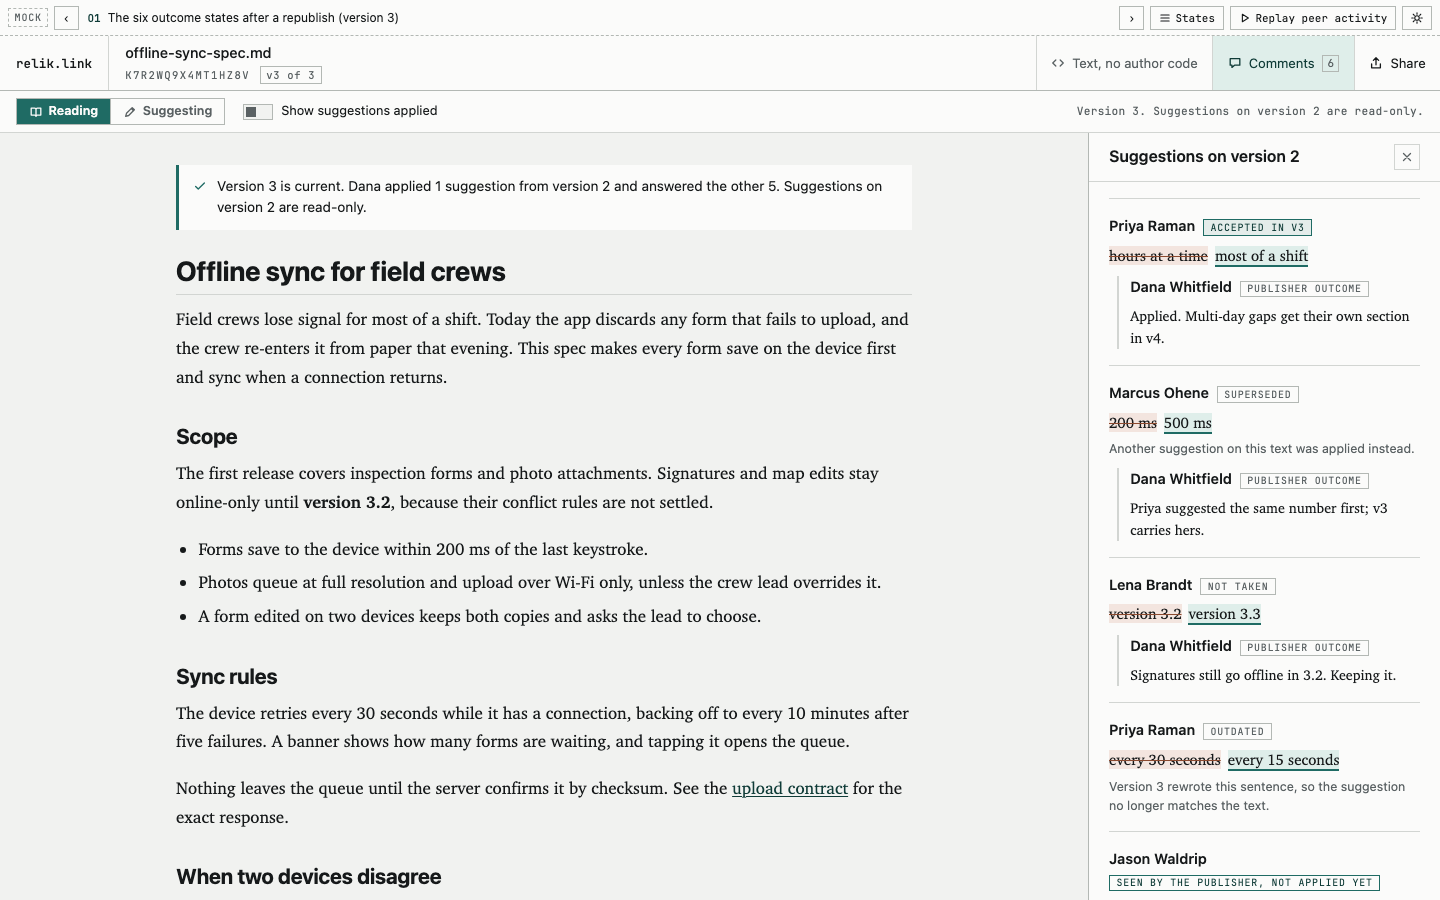 MOCK ‹ 01 The six outcome states after a republish (version 3) › States Replay peer activity
relik.link
offline-sync-spec.md
K7R2WQ9X4MT1HZ8V v3 of 3
Text, no author code Comments 6 Share
Reading Suggesting Show suggestions applied Version 3. Suggestions on version 2 are read-only.
Version 3 is current. Dana applied 1 suggestion from version 2 and answered the other 5. Suggestions on
version 2 are read-only.
Offline sync for field crews
Field crews lose signal for most of a shift. Today the app discards any form that fails to upload, and
the crew re-enters it from paper that evening. This spec makes every form save on the device first
and sync when a connection returns.
Scope
The first release covers inspection forms and photo attachments. Signatures and map edits stay
online-only until version 3.2, because their conflict rules are not settled.
• Forms save to the device within 200 ms of the last keystroke.
• Photos queue at full resolution and upload over Wi-Fi only, unless the crew lead overrides it.
• A form edited on two devices keeps both copies and asks the lead to choose.
Sync rules
The device retries every 30 seconds while it has a connection, backing off to every 10 minutes after
five failures. A banner shows how many forms are waiting, and tapping it opens the queue.
Nothing leaves the queue until the server confirms it by checksum. See the upload contract for the
exact response.
When two devices disagree
Suggestions on version 2
Priya Raman ACCEPTED IN V3
hours at a time most of a shift
Dana Whitfield PUBLISHER OUTCOME
Applied. Multi-day gaps get their own section
in v4.
Marcus Ohene SUPERSEDED
200 ms 500 ms
Another suggestion on this text was applied instead.
Dana Whitfield PUBLISHER OUTCOME
Priya suggested the same number first; v3
carries hers.
Lena Brandt NOT TAKEN
version 3.2 version 3.3
Dana Whitfield PUBLISHER OUTCOME
Signatures still go offline in 3.2. Keeping it.
Priya Raman OUTDATED
every 30 seconds every 15 seconds
Version 3 rewrote this sentence, so the suggestion
no longer matches the text.
Jason Waldrip
SEEN BY THE PUBLISHER, NOT APPLIED YET